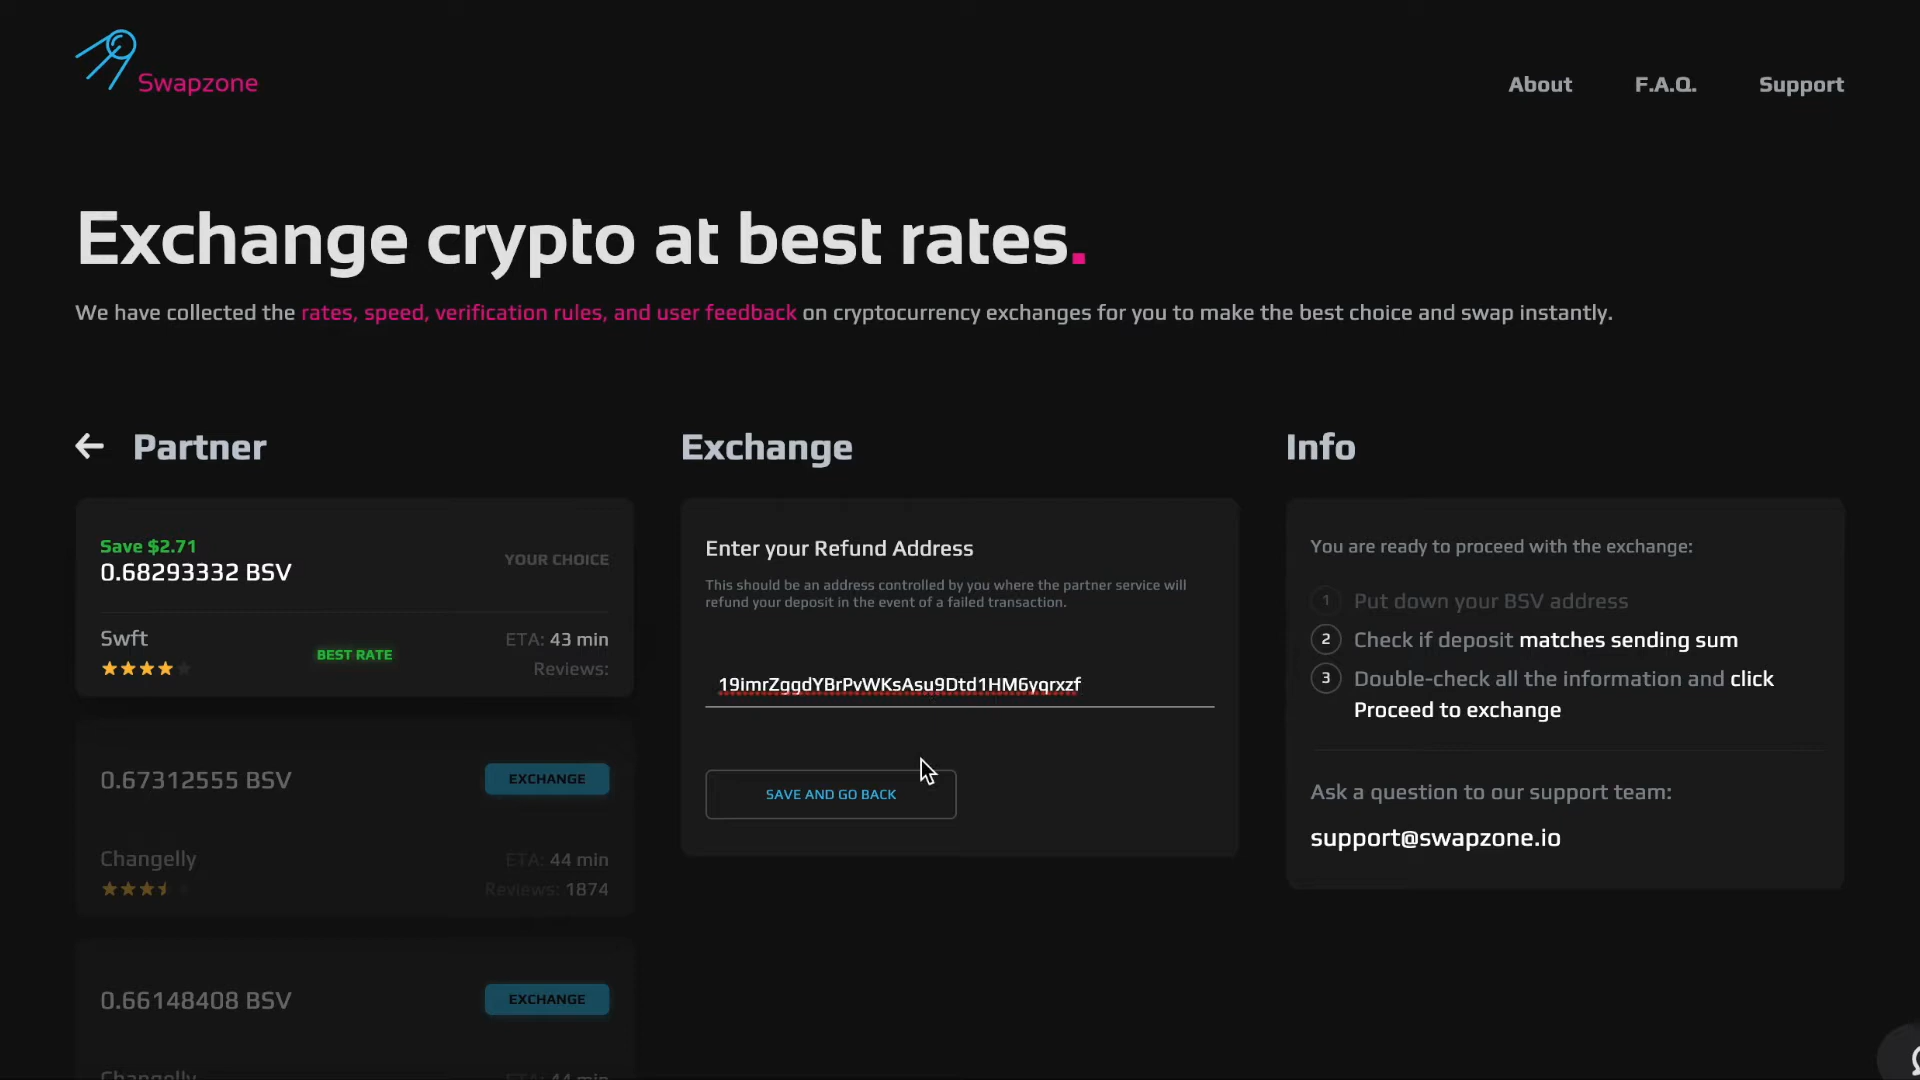 Swapzone
About
F.A.Q.
Support
Exchange crypto at best rates.
We have collected the rates, speed, verification rules, and user feedback on cryptocurrency exchanges for you to make the best choice and swap instantly.
Partner
Save $2.71
0.68293332 BSV
YOUR CHOICE
Swft
BEST RATE
ETA: 43 min
Reviews:
0.67312555 BSV
EXCHANGE
Changelly
ETA: 44 min
Reviews: 1874
0.66148408 BSV
EXCHANGE
Changelly
ETA: 44 min
Exchange
Enter your Refund Address
This should be an address controlled by you where the partner service will
refund your deposit in the event of a failed transaction.
19imrZggdYBrPvWKsAsu9Dtd1HM6yqrxzf
SAVE AND GO BACK
Info
You are ready to proceed with the exchange:
1 Put down your BSV address
2 Check if deposit matches sending sum
3 Double-check all the information and click
Proceed to exchange
Ask a question to our support team:
support@swapzone.io